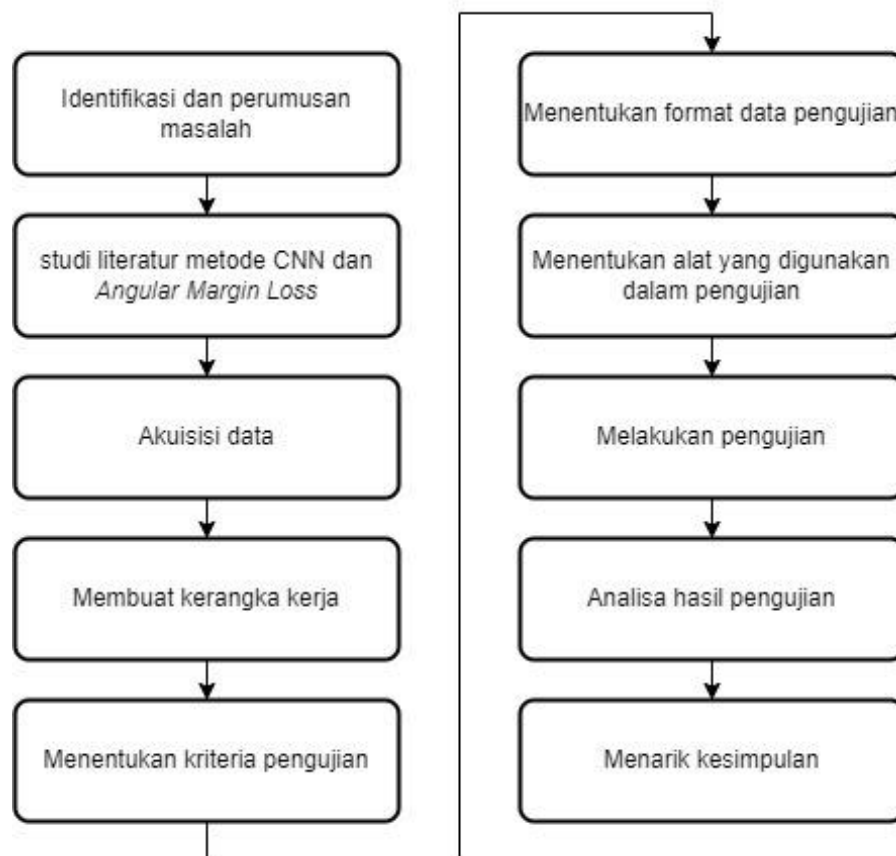 Identifikasi dan perumusan
masalah
studi literatur metode CNN dan
Angular Margin Loss
Akuisisi data
Membuat kerangka kerja
Menentukan kriteria pengujian
Menentukan format data pengujian
Menentukan alat yang digunakan
dalam pengujian
Melakukan pengujian
Analisa hasil pengujian
Menarik kesimpulan